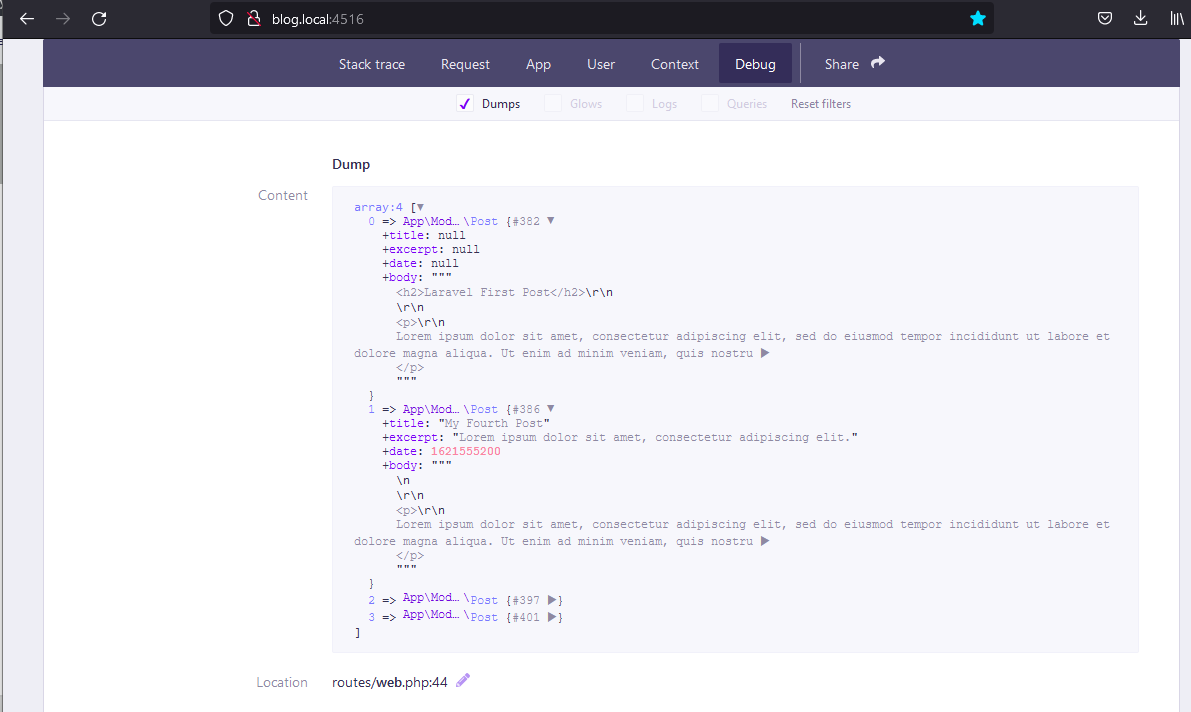 blog.local:4516
Stack trace Request App User Context Debug Share
Dumps Glows Logs Queries Reset filters
Dump
Content
array:4 [▼
0 => App\Mod… \Post {#382 ▼
+title: null
+excerpt: null
+date: null
+body: """
<h2>Laravel First Post</h2>\r\n
\r\n
<p>\r\n
Lorem ipsum dolor sit amet, consectetur adipiscing elit, sed do eiusmod tempor incididunt ut labore et
dolore magna aliqua. Ut enim ad minim veniam, quis nostru ▶
</p>
"""
}
1 => App\Mod… \Post {#386 ▼
+title: "My Fourth Post"
+excerpt: "Lorem ipsum dolor sit amet, consectetur adipiscing elit."
+date: 1621555200
+body: """
\n
\r\n
<p>\r\n
Lorem ipsum dolor sit amet, consectetur adipiscing elit, sed do eiusmod tempor incididunt ut labore et
dolore magna aliqua. Ut enim ad minim veniam, quis nostru ▶
</p>
"""
}
2 => App\Mod… \Post {#397 ▶}
3 => App\Mod… \Post {#401 ▶}
]
Location routes/web.php:44